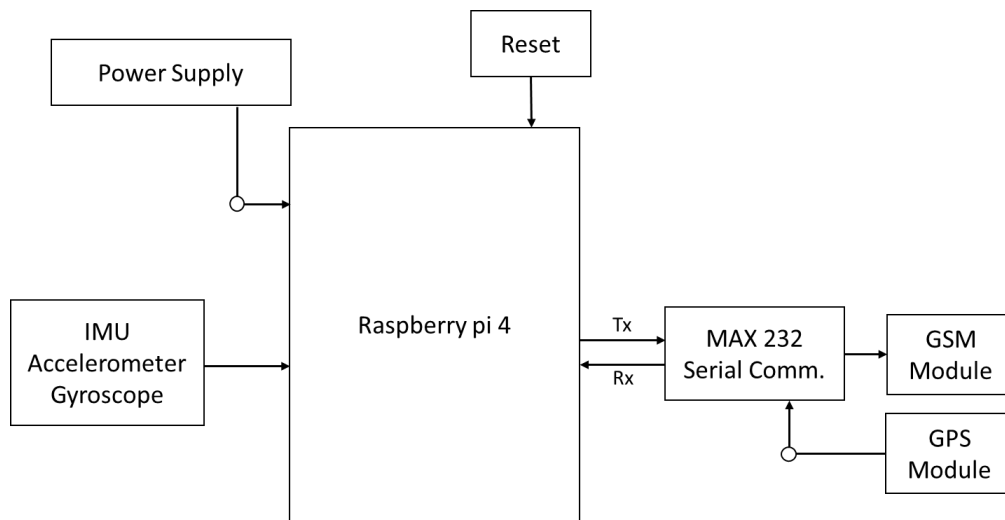 Reset
Power Supply
IMU
Accelerometer
Gyroscope
Raspberry pi 4
Tx
Rx
MAX 232
Serial Comm.
GSM
Module
GPS
Module